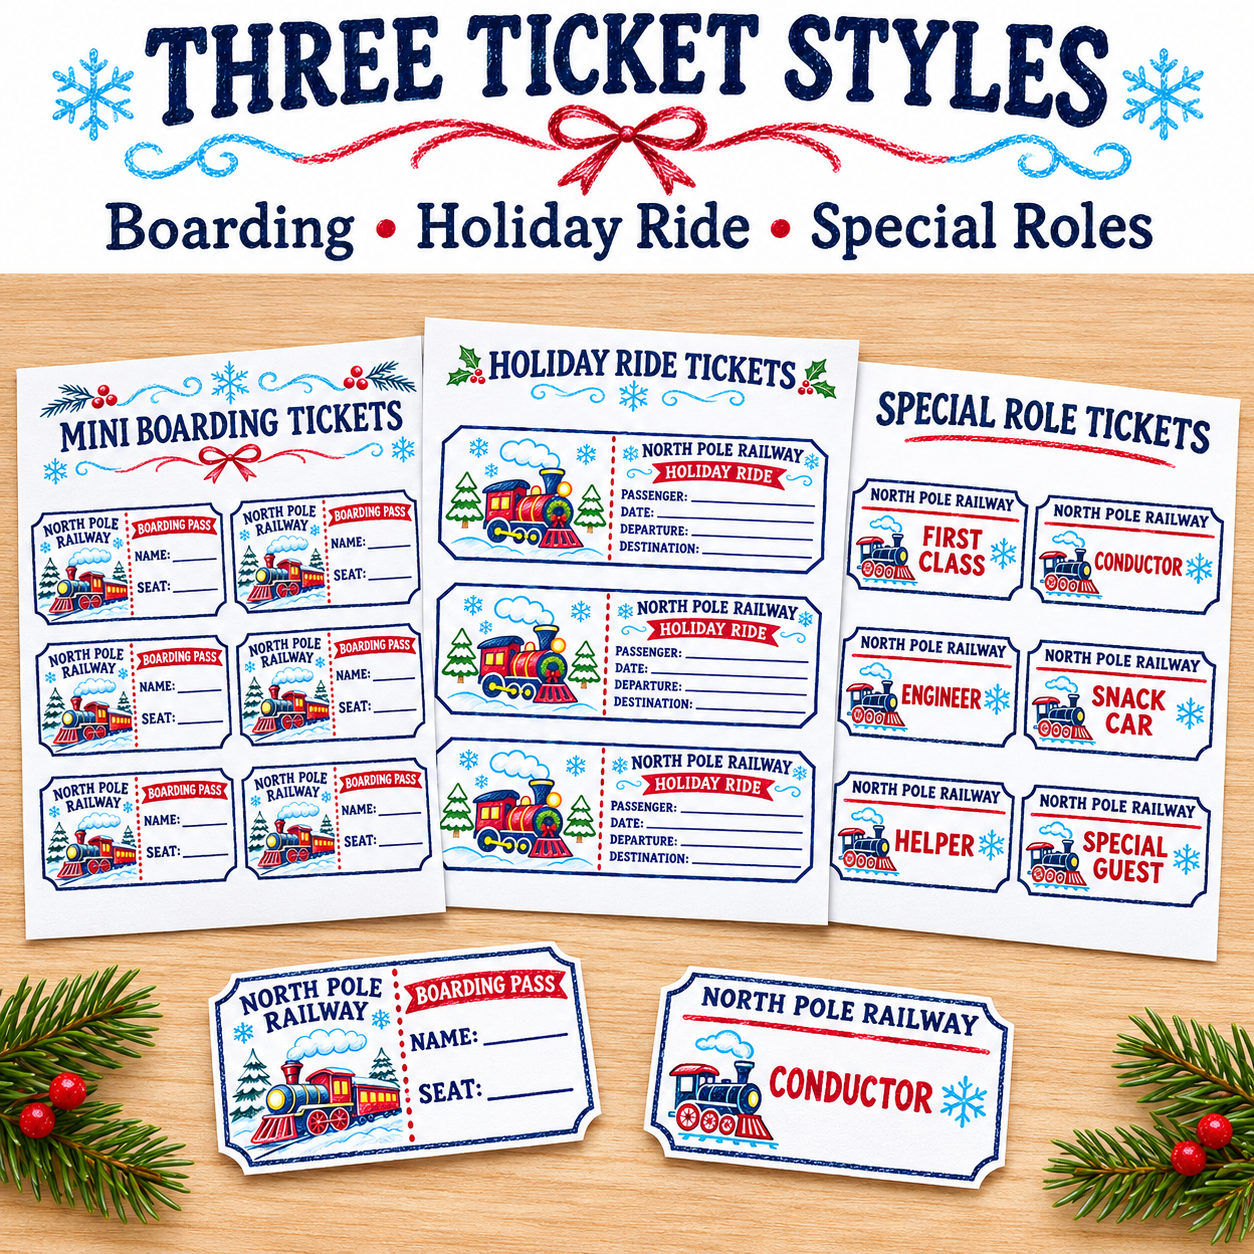 THREE TICKET STYLES
Boarding • Holiday Ride • Special Roles
MINI BOARDING TICKETS
NORTH POLE
RAILWAY
BOARDING PASS
NAME:
SEAT:
NORTH POLE
RAILWAY
BOARDING PASS
NAME:
SEAT:
NORTH POLE
RAILWAY
BOARDING PASS
NAME:
SEAT:
NORTH POLE
RAILWAY
BOARDING PASS
NAME:
SEAT:
NORTH POLE
RAILWAY
BOARDING PASS
NAME:
SEAT:
NORTH POLE
RAILWAY
BOARDING PASS
NAME:
SEAT:
HOLIDAY RIDE TICKETS
NORTH POLE RAILWAY
HOLIDAY RIDE
PASSENGER:
DATE:
DEPARTURE:
DESTINATION:
NORTH POLE RAILWAY
HOLIDAY RIDE
PASSENGER:
DATE:
DEPARTURE:
DESTINATION:
NORTH POLE RAILWAY
HOLIDAY RIDE
PASSENGER:
DATE:
DEPARTURE:
DESTINATION:
SPECIAL ROLE TICKETS
NORTH POLE RAILWAY
FIRST
CLASS
NORTH POLE RAILWAY
CONDUCTOR
NORTH POLE RAILWAY
ENGINEER
NORTH POLE RAILWAY
SNACK
CAR
NORTH POLE RAILWAY
HELPER
NORTH POLE RAILWAY
SPECIAL
GUEST
NORTH POLE
RAILWAY
BOARDING PASS
NAME:
SEAT:
NORTH POLE RAILWAY
CONDUCTOR